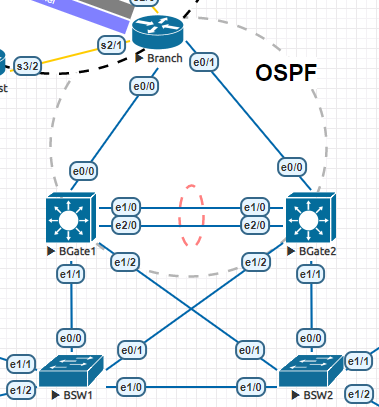 s2/1
s3/2
Branch
OSPF
e0/0
e0/1
e0/0
e0/0
e1/0
e1/0
e2/0
e2/0
BGate1
BGate2
e1/2
e1/2
e1/1
e1/1
e0/0
e0/0
e0/1
e0/1
e1/1
e1/1
e1/2
e1/0
e1/0
e1/2
BSW1
BSW2